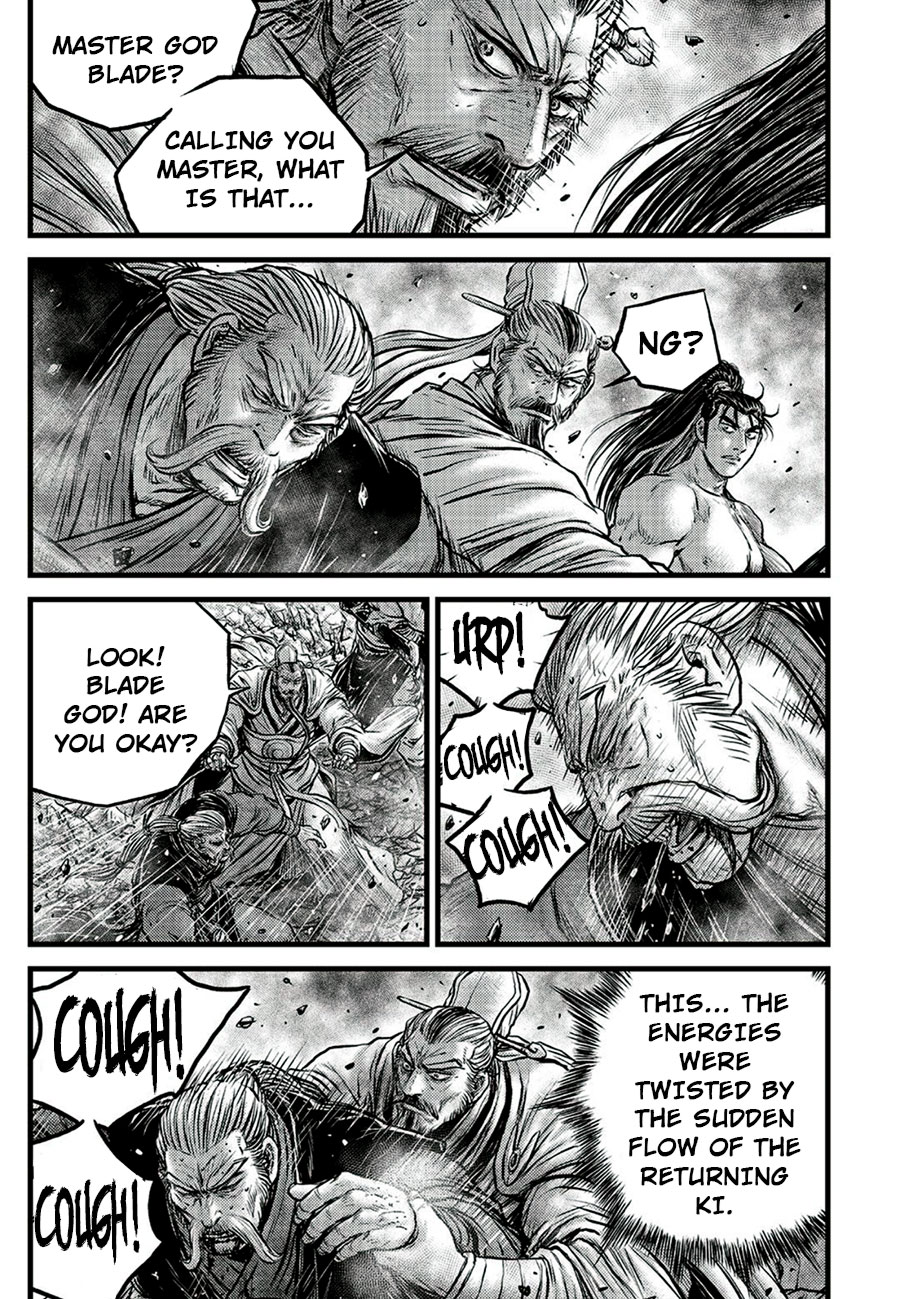 MASTER GOD
BLADE?
CALLING YOU
MASTER, WHAT
IS THAT...
NG?
LOOK!
BLADE
GOD! ARE
YOU OKAY?
URP!
COUGH!
COUGH!
COUGH!
COUGH!
THIS... THE
ENERGIES
WERE
TWISTED BY
THE SUDDEN
FLOW OF THE
RETURNING
KI.